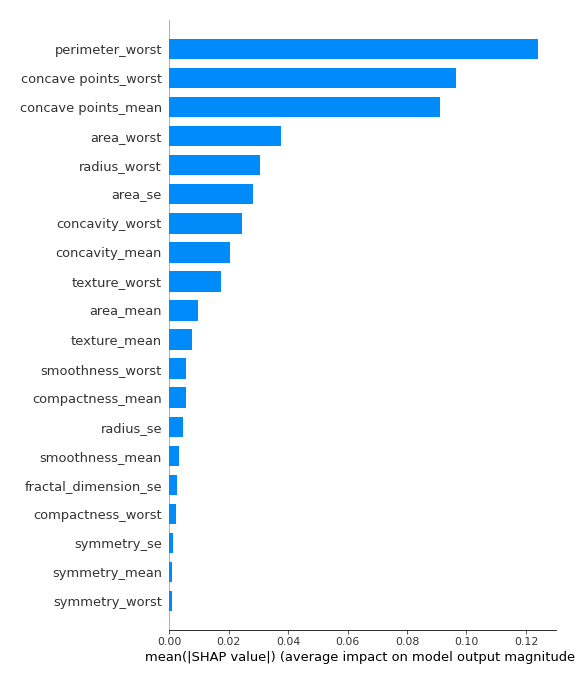 perimeter_worst
concave points_worst
concave points_mean
area_worst
radius_worst
area_se
concavity_worst
concavity_mean
texture_worst
area_mean
texture_mean
smoothness_worst
compactness_mean
radius_se
smoothness_mean
fractal_dimension_se
compactness_worst
symmetry_se
symmetry_mean
symmetry_worst
0.00 0.02 0.04 0.06 0.08 0.10 0.12
mean(|SHAP value|) (average impact on model output magnitude